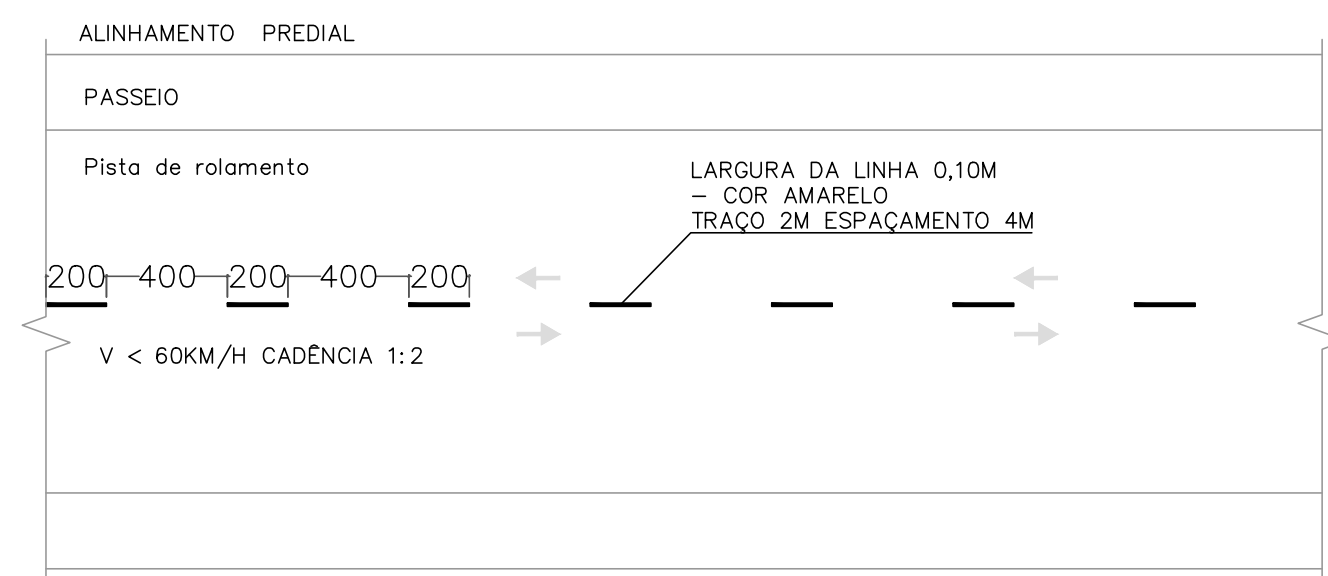 ALINHAMENTO PREDIAL
PASSEIO
Pista de rolamento
LARGURA DA LINHA 0,10M
– COR AMARELO
TRAÇO 2M ESPAÇAMENTO 4M
200 400 200 400 200
V < 60KM/H CADÊNCIA 1:2